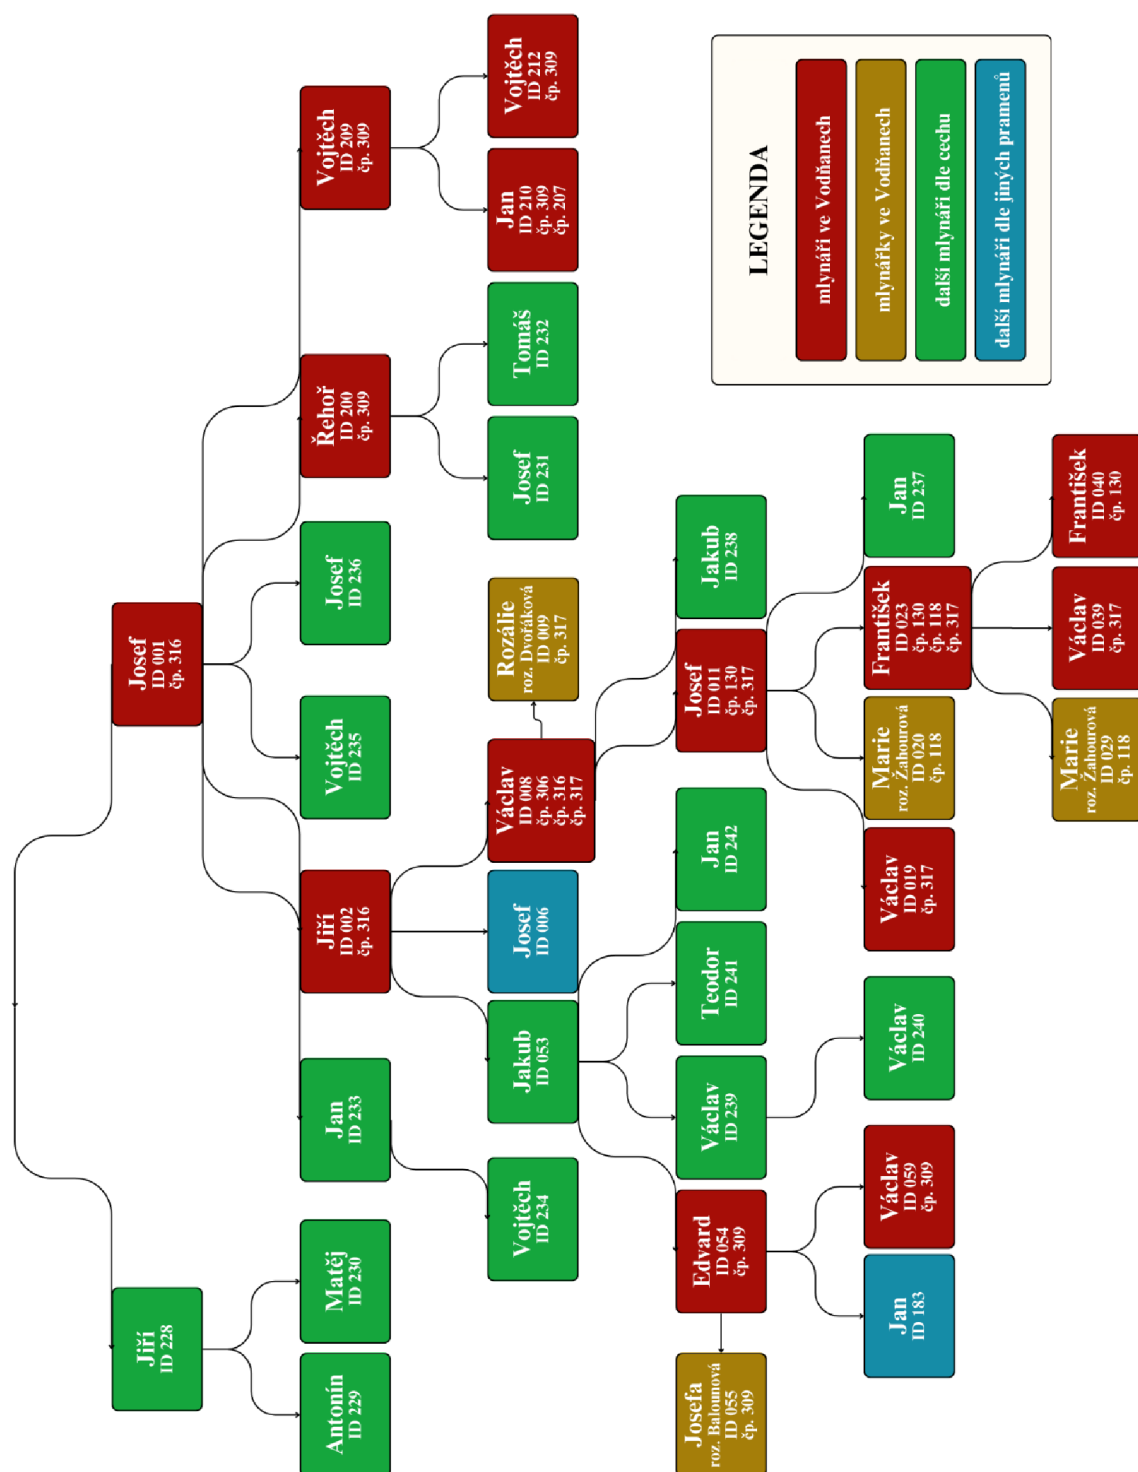 Jiří
ID 228
Josef
ID 001
čp. 316
Antonín
ID 229
Matěj
ID 230
Jan
ID 233
Jiří
ID 002
čp. 316
Vojtěch
ID 235
Josef
ID 236
Řehoř
ID 200
čp. 309
Vojtěch
ID 209
čp. 309
Vojtěch
ID 234
Jakub
ID 053
Josef
ID 006
Václav
ID 008
čp. 306
čp. 316
čp. 317
Rozálie
roz. Dvořáková
ID 009
čp. 317
Josef
ID 231
Tomáš
ID 232
Jan
ID 210
čp. 309
čp. 207
Vojtěch
ID 212
čp. 309
Josefa
roz. Balounová
ID 055
čp. 309
Edvard
ID 054
čp. 309
Václav
ID 239
Teodor
ID 241
Jan
ID 242
Josef
ID 011
čp. 130
čp. 317
Jakub
ID 238
Jan
ID 183
Václav
ID 059
čp. 309
Václav
ID 240
Václav
ID 019
čp. 317
Marie
roz. Žahourová
ID 020
čp. 118
František
ID 023
čp. 130
čp. 118
čp. 317
Jan
ID 237
Marie
roz. Žahourová
ID 029
čp. 118
Václav
ID 039
čp. 317
František
ID 040
čp. 130
LEGENDA
mlynáři ve Vodňanech
mlynářky ve Vodňanech
další mlynáři dle cechu
další mlynáři dle jiných pramenů